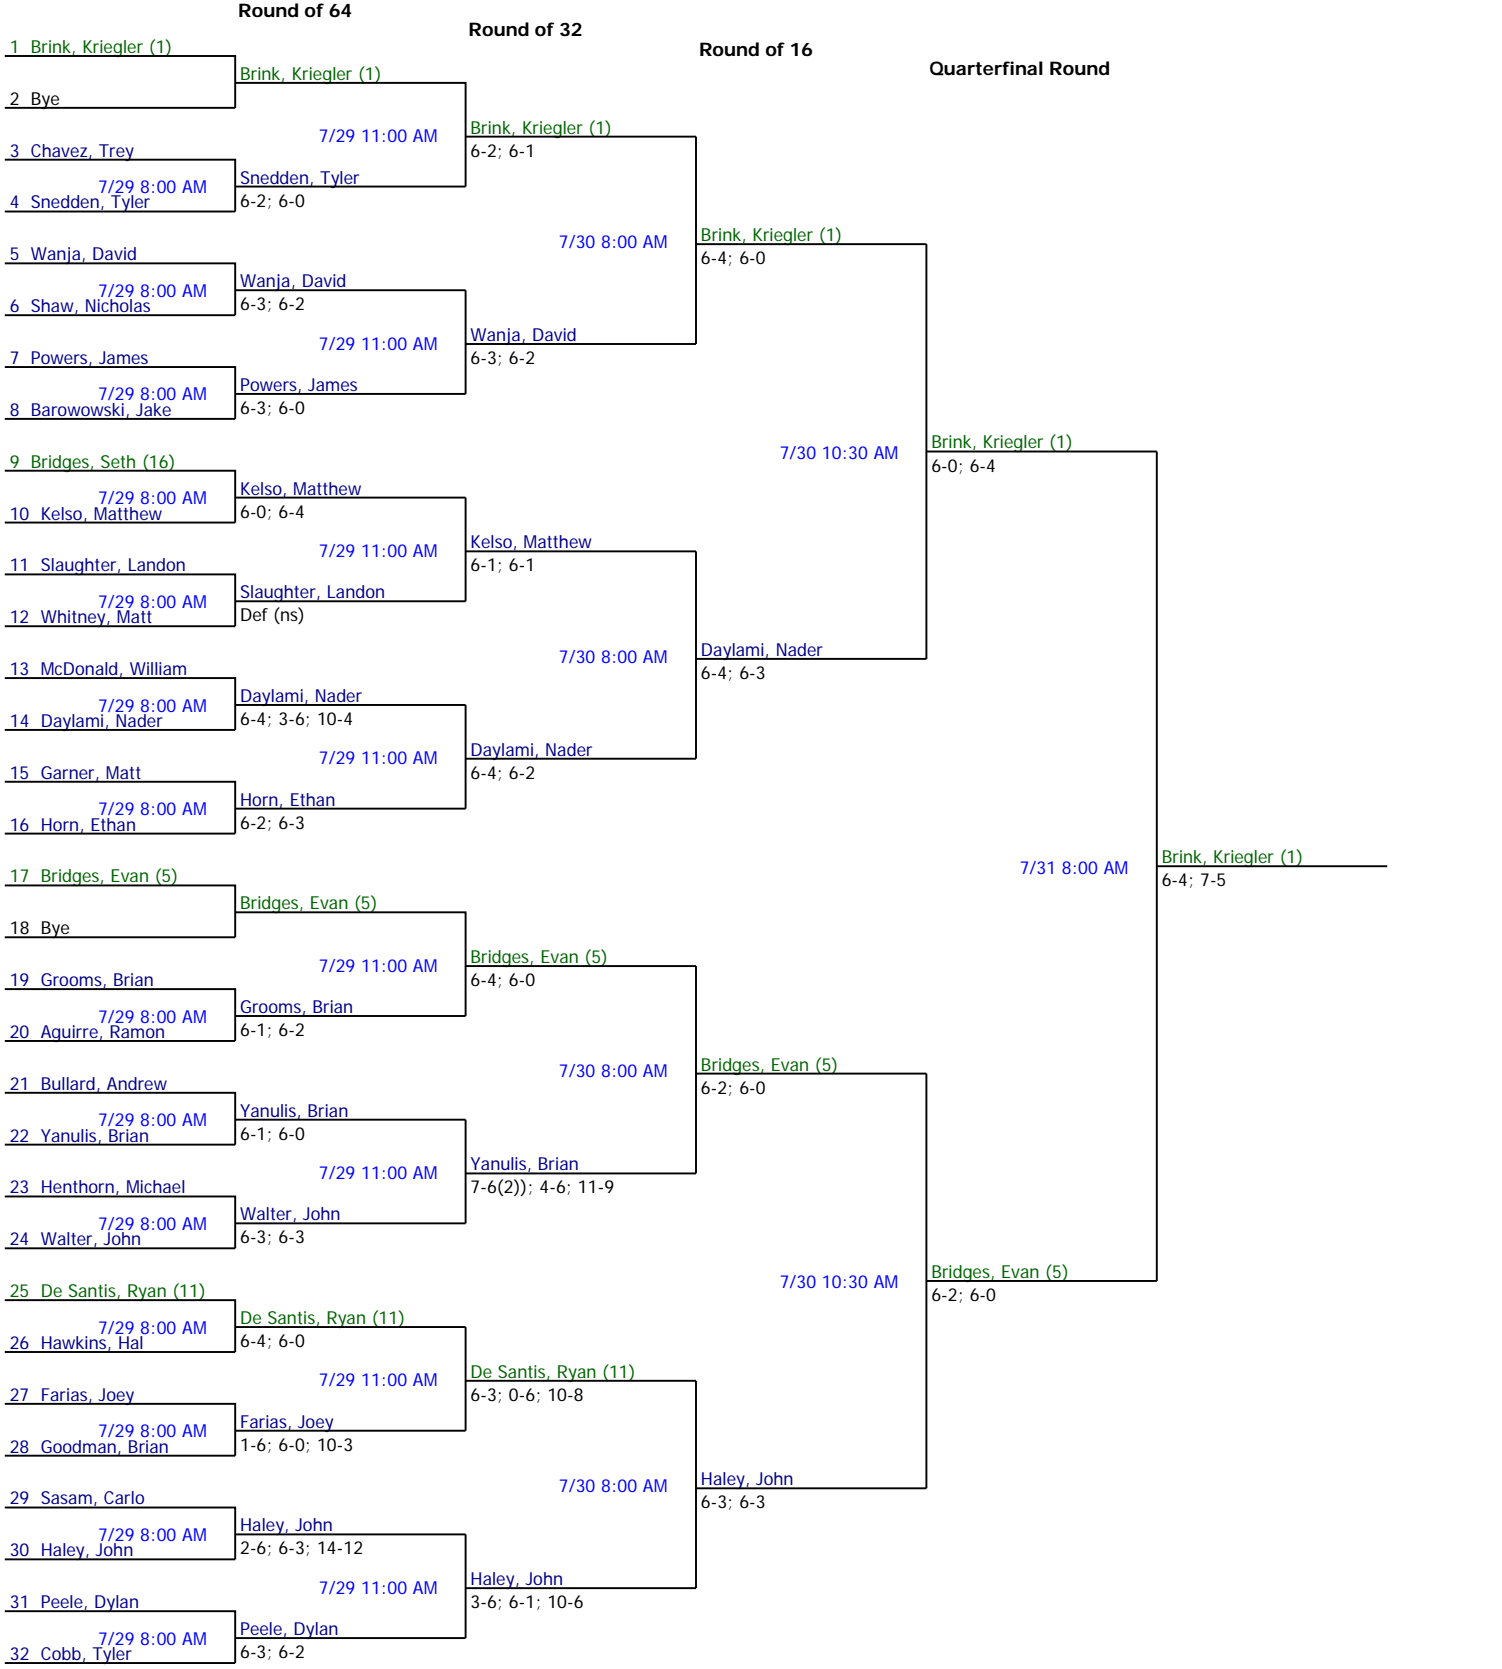 Round of 64
Round of 32
Round of 16
Quarterfinal Round
1 Brink, Kriegler (1)
Brink, Kriegler (1)
2 Bye
7/29 11:00 AM
Brink, Kriegler (1)
6-2; 6-1
3 Chavez, Trey
7/29 8:00 AM
Snedden, Tyler
4 Snedden, Tyler
6-2; 6-0
7/30 8:00 AM
Brink, Kriegler (1)
6-4; 6-0
5 Wanja, David
7/29 8:00 AM
Wanja, David
6 Shaw, Nicholas
6-3; 6-2
7/29 11:00 AM
Wanja, David
6-3; 6-2
7 Powers, James
7/29 8:00 AM
Powers, James
8 Barowowski, Jake
6-3; 6-0
7/30 10:30 AM
Brink, Kriegler (1)
6-0; 6-4
9 Bridges, Seth (16)
7/29 8:00 AM
Kelso, Matthew
10 Kelso, Matthew
6-0; 6-4
7/29 11:00 AM
Kelso, Matthew
6-1; 6-1
11 Slaughter, Landon
7/29 8:00 AM
Slaughter, Landon
12 Whitney, Matt
Def (ns)
7/30 8:00 AM
Daylami, Nader
6-4; 6-3
13 McDonald, William
7/29 8:00 AM
Daylami, Nader
14 Daylami, Nader
6-4; 3-6; 10-4
7/29 11:00 AM
Daylami, Nader
6-4; 6-2
15 Garner, Matt
7/29 8:00 AM
Horn, Ethan
16 Horn, Ethan
6-2; 6-3
7/31 8:00 AM
Brink, Kriegler (1)
6-4; 7-5
17 Bridges, Evan (5)
Bridges, Evan (5)
18 Bye
7/29 11:00 AM
Bridges, Evan (5)
6-4; 6-0
19 Grooms, Brian
7/29 8:00 AM
Grooms, Brian
20 Aguirre, Ramon
6-1; 6-2
7/30 8:00 AM
Bridges, Evan (5)
6-2; 6-0
21 Bullard, Andrew
7/29 8:00 AM
Yanulis, Brian
22 Yanulis, Brian
6-1; 6-0
7/29 11:00 AM
Yanulis, Brian
7-6(2)); 4-6; 11-9
23 Henthorn, Michael
7/29 8:00 AM
Walter, John
24 Walter, John
6-3; 6-3
7/30 10:30 AM
Bridges, Evan (5)
6-2; 6-0
25 De Santis, Ryan (11)
7/29 8:00 AM
De Santis, Ryan (11)
26 Hawkins, Hal
6-4; 6-0
7/29 11:00 AM
De Santis, Ryan (11)
6-3; 0-6; 10-8
27 Farias, Joey
7/29 8:00 AM
Farias, Joey
28 Goodman, Brian
1-6; 6-0; 10-3
7/30 8:00 AM
Haley, John
6-3; 6-3
29 Sasam, Carlo
7/29 8:00 AM
Haley, John
30 Haley, John
2-6; 6-3; 14-12
7/29 11:00 AM
Haley, John
3-6; 6-1; 10-6
31 Peele, Dylan
7/29 8:00 AM
Peele, Dylan
32 Cobb, Tyler
6-3; 6-2